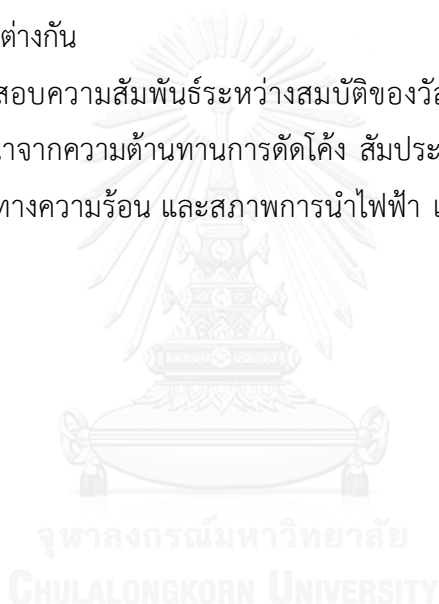 ต่างกัน
สอบความสัมพันธ์ระหว่างสมบัติของวัส
าจากความต้านทานการดัดโค้ง สัมประ
ทางความร้อน และสภาพการนำไฟฟ้า แ
จุฬาลงกรณ์มหาวิทยาลัย
CHULALONGKORN UNIVERSITY